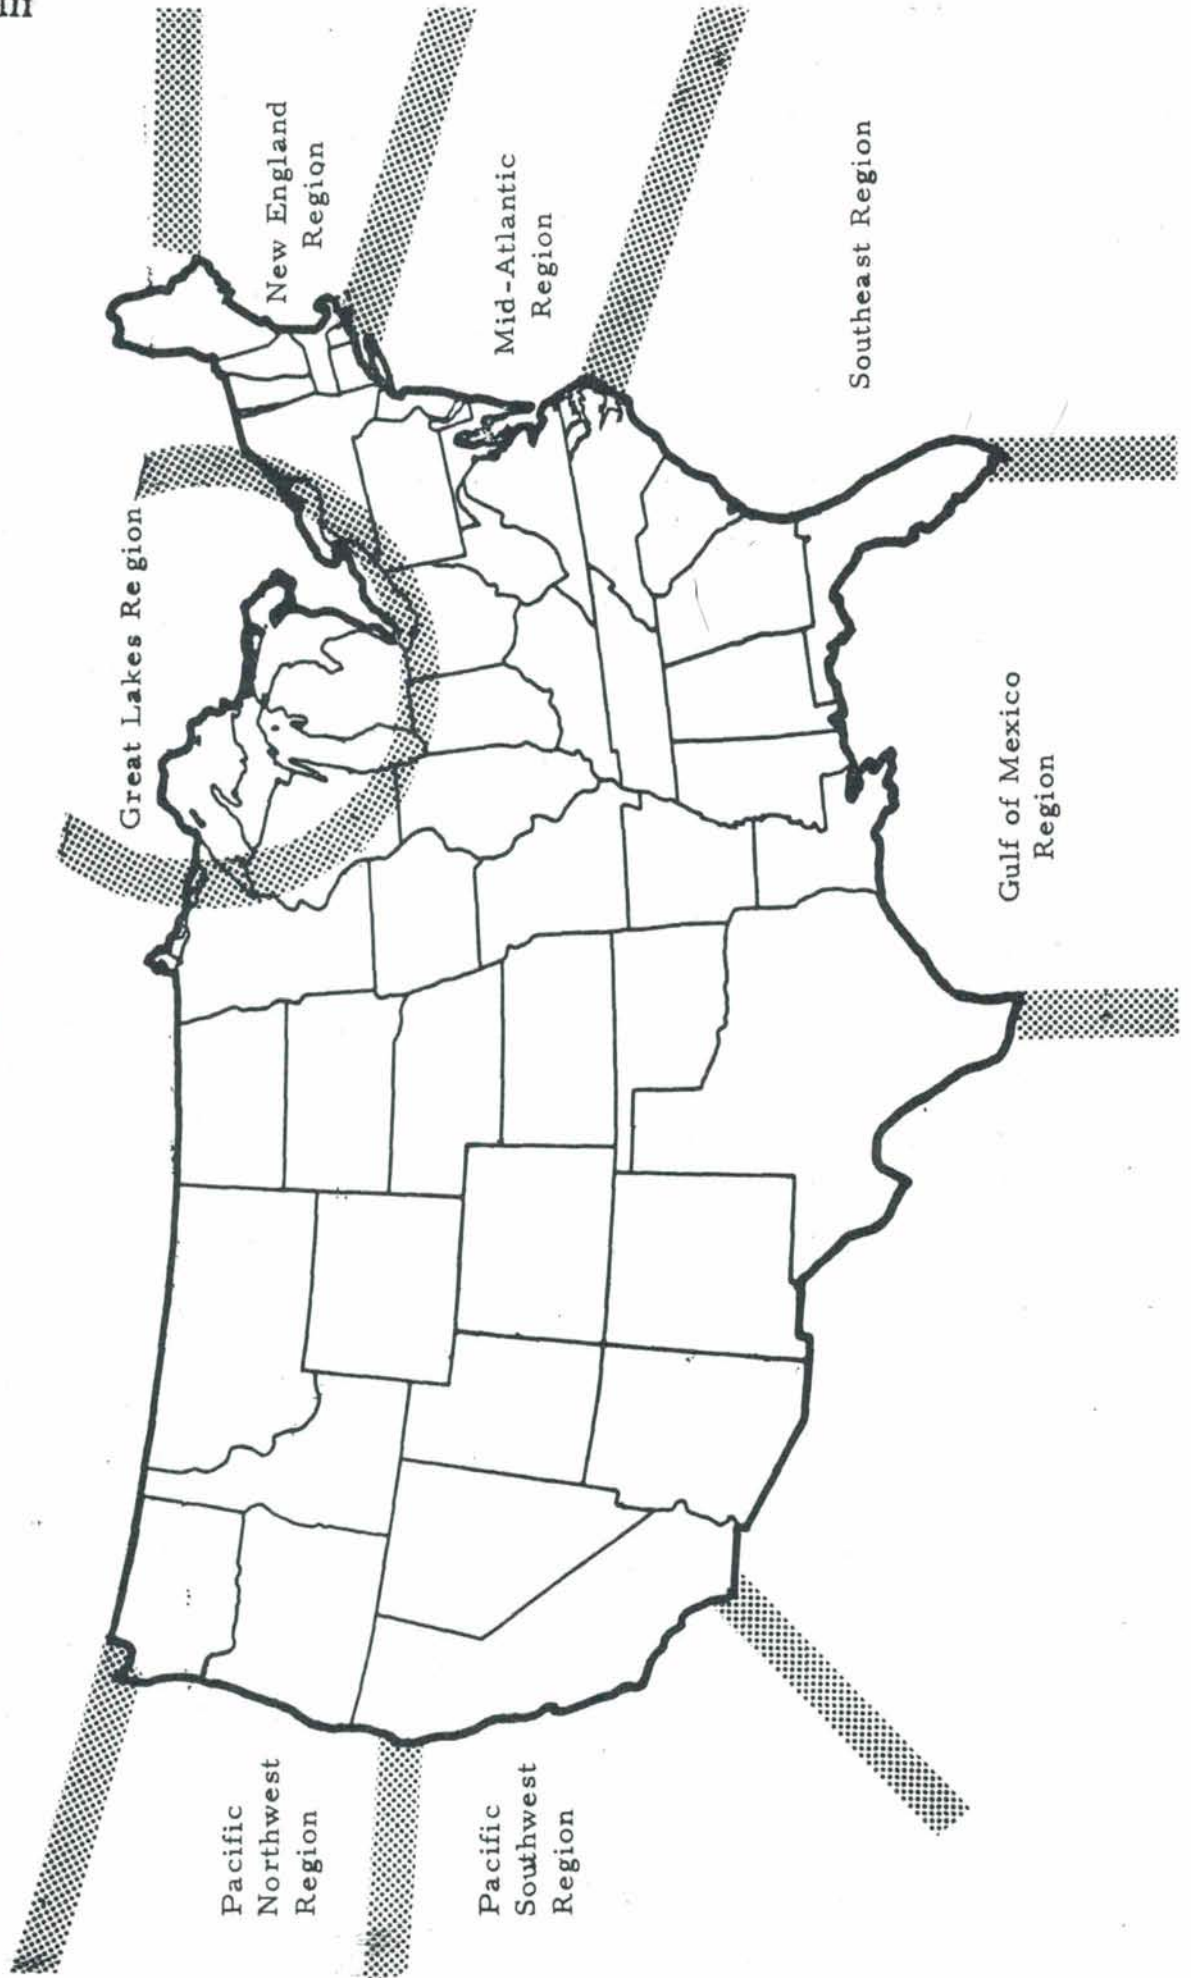 iii
Great Lakes Region
New England
Region
Mid-Atlantic
Region
Southeast Region
Gulf of Mexico
Region
Pacific
Northwest
Region
Pacific
Southwest
Region